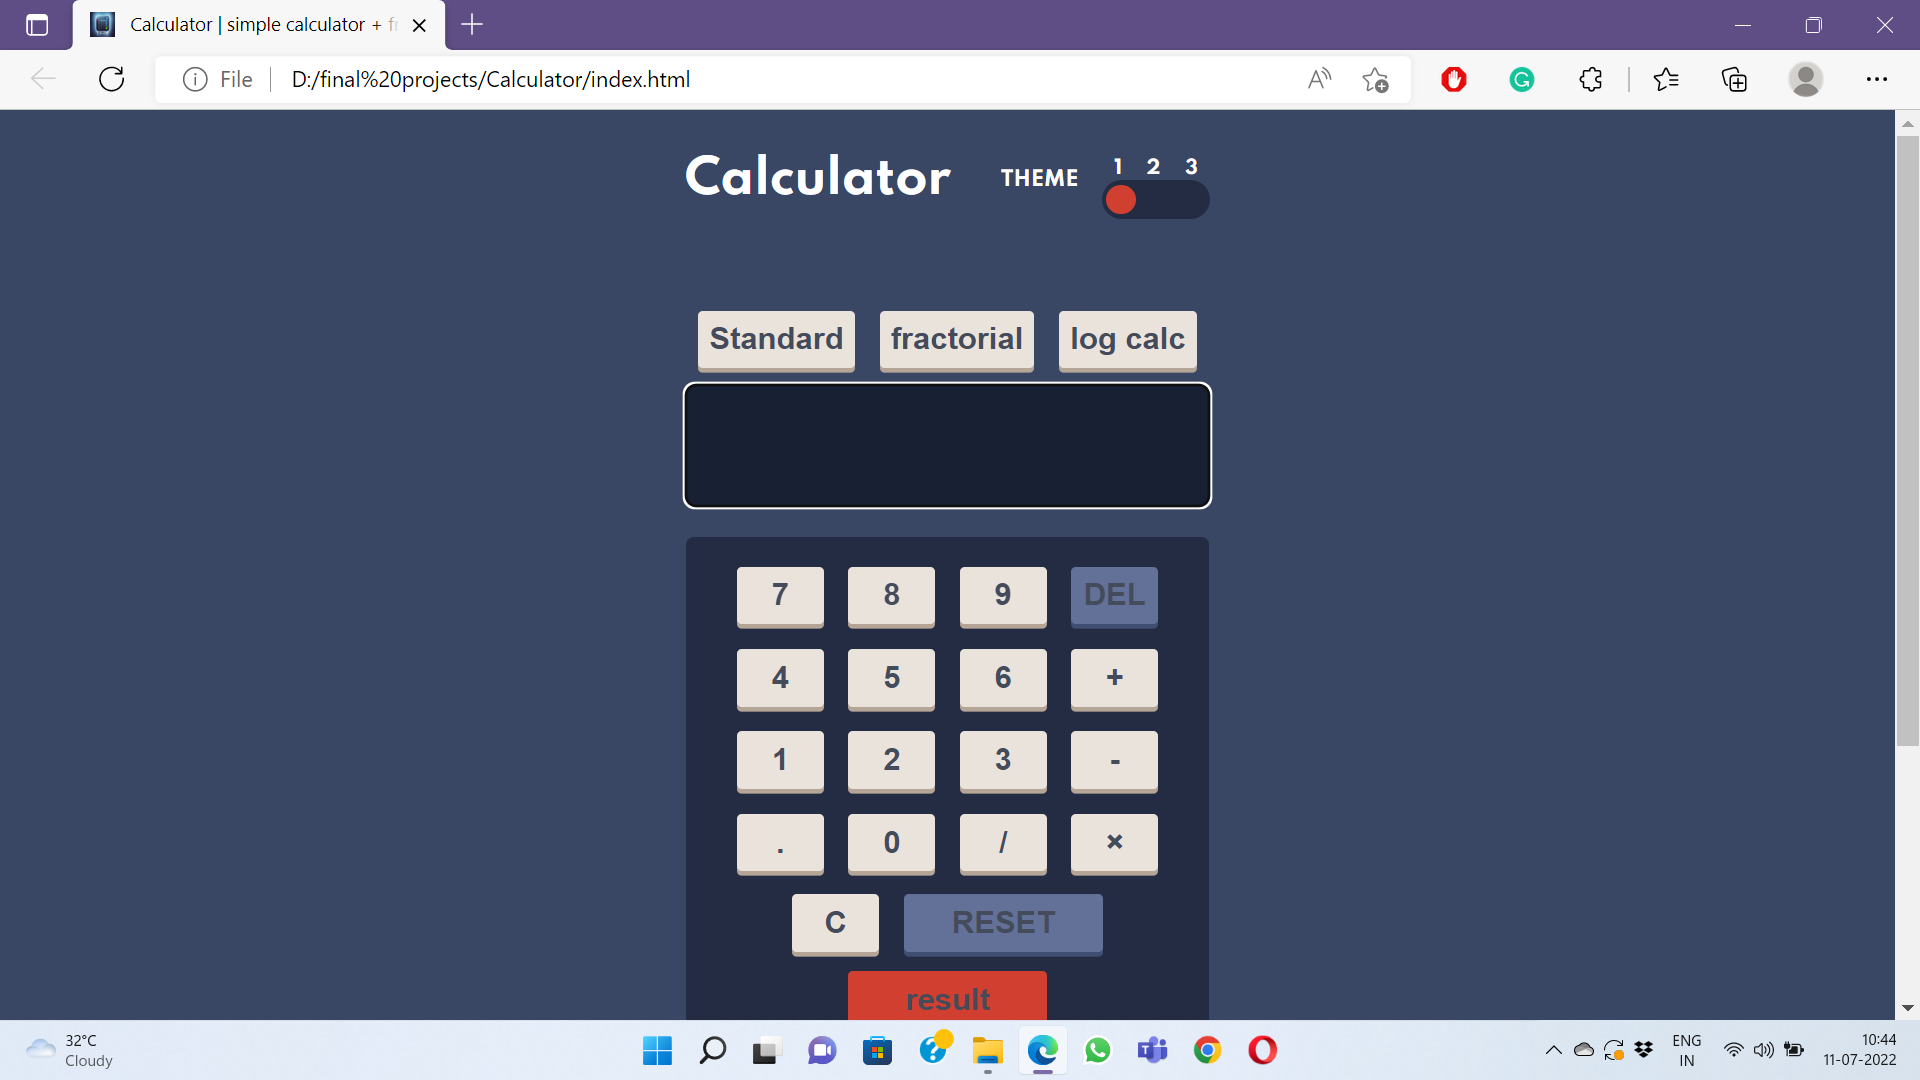 Calculator | simple calculator + fr
File D:/final%20projects/Calculator/index.html
Calculator THEME 1 2 3
Standard fractorial log calc
7 8 9 DEL
4 5 6 +
1 2 3 -
. 0 / ×
C RESET
result
32°C
Cloudy
ENG
IN
10:44
11-07-2022